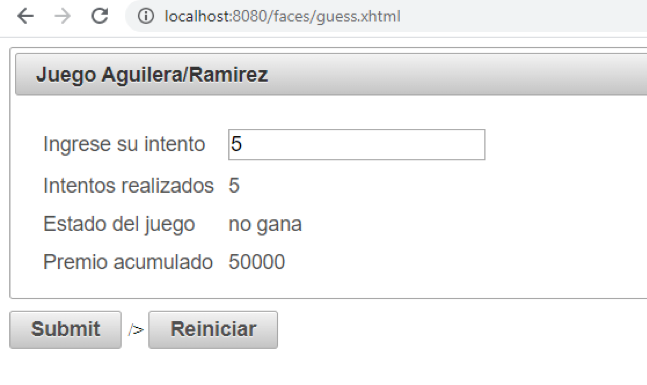 localhost:8080/faces/guess.xhtml
Juego Aguilera/Ramirez
Ingrese su intento 5
Intentos realizados 5
Estado del juego no gana
Premio acumulado 50000
Submit /> Reiniciar